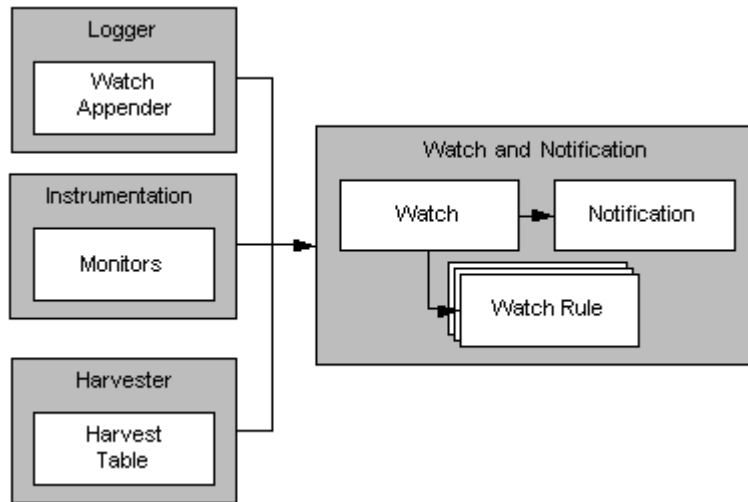 Logger
Watch
Appender
Instrumentation
Monitors
Harvester
Harvest
Table
Watch and Notification
Watch
Notification
Watch Rule